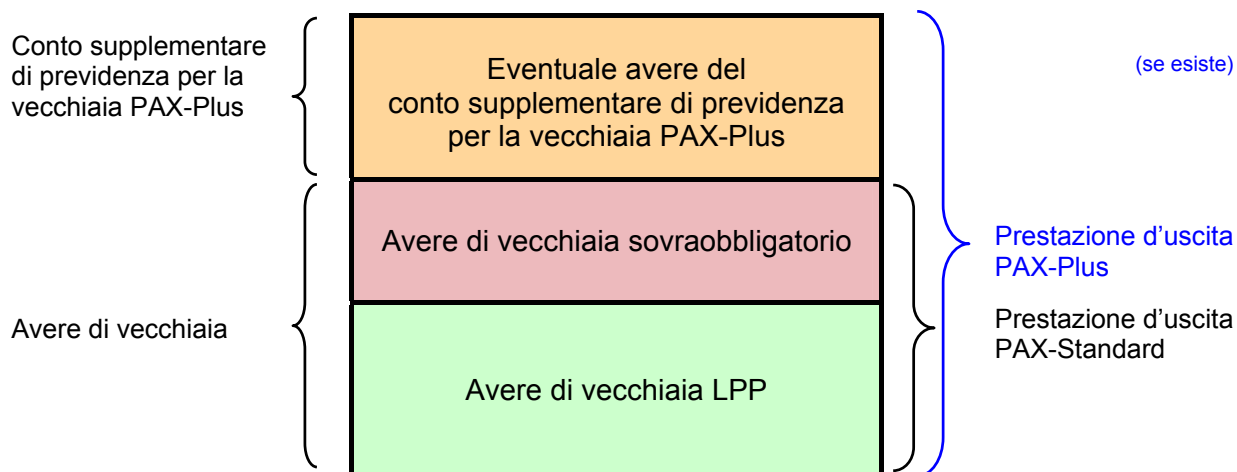 Conto supplementare
di previdenza per la
vecchiaia PAX-Plus
Eventuale avere del
conto supplementare di previdenza
per la vecchiaia PAX-Plus
(se esiste)
Avere di vecchiaia sovraobbligatorio
Prestazione d’uscita
PAX-Plus
Avere di vecchiaia
Prestazione d’uscita
PAX-Standard
Avere di vecchiaia LPP